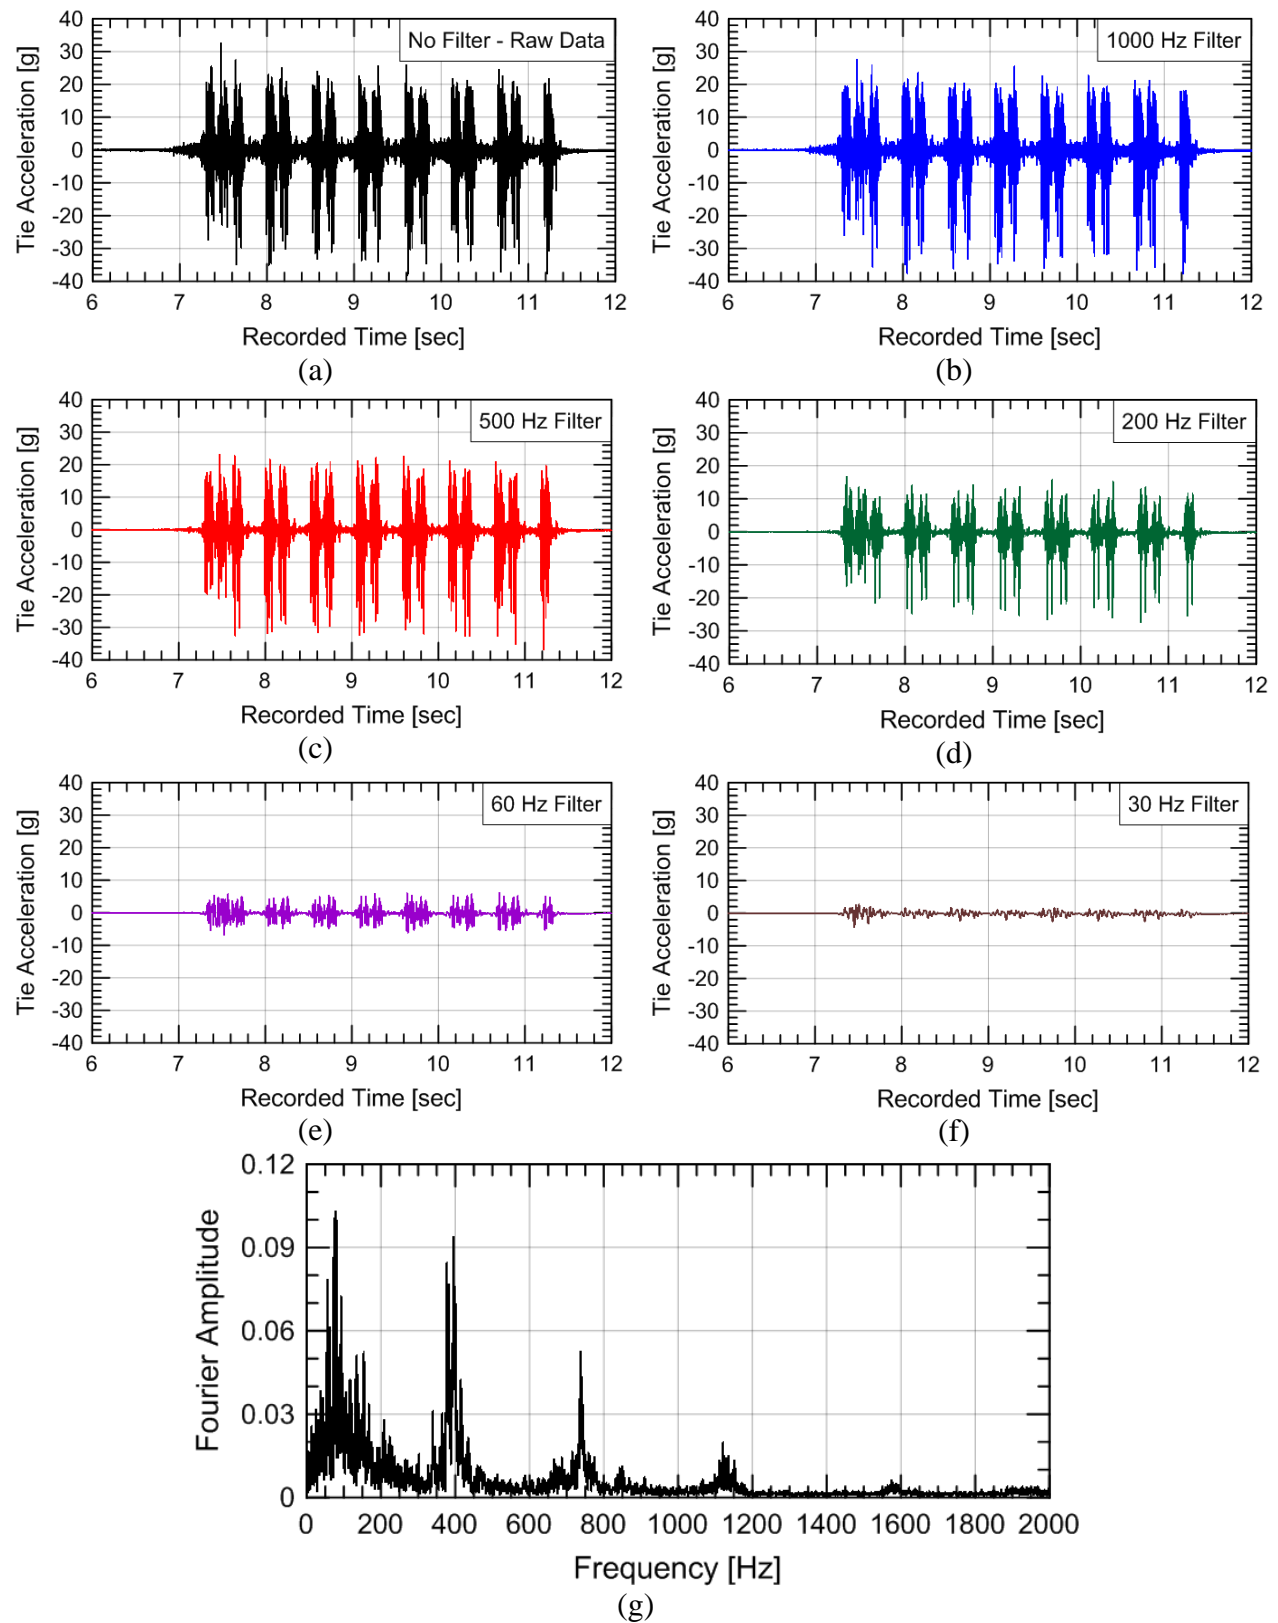 40
30
20
10
0
-10
-20
-30
-40
Tie Acceleration [g]
No Filter - Raw Data
6 7 8 9 10 11 12
Recorded Time [sec]
(a)
40
30
20
10
0
-10
-20
-30
-40
Tie Acceleration [g]
1000 Hz Filter
6 7 8 9 10 11 12
Recorded Time [sec]
(b)
40
30
20
10
0
-10
-20
-30
-40
Tie Acceleration [g]
500 Hz Filter
6 7 8 9 10 11 12
Recorded Time [sec]
(c)
40
30
20
10
0
-10
-20
-30
-40
Tie Acceleration [g]
200 Hz Filter
6 7 8 9 10 11 12
Recorded Time [sec]
(d)
40
30
20
10
0
-10
-20
-30
-40
Tie Acceleration [g]
60 Hz Filter
6 7 8 9 10 11 12
Recorded Time [sec]
(e)
40
30
20
10
0
-10
-20
-30
-40
Tie Acceleration [g]
30 Hz Filter
6 7 8 9 10 11 12
Recorded Time [sec]
(f)
0.12
0.09
0.06
0.03
0
Fourier Amplitude
0 200 400 600 800 1000 1200 1400 1600 1800 2000
Frequency [Hz]
(g)